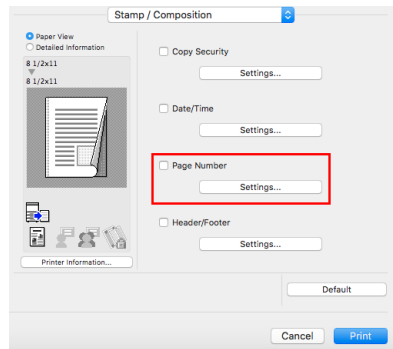 Stamp / Composition
Paper View
Detailed Information
8 1/2x11
8 1/2x11
Printer Information...
Copy Security
Settings...
Date/Time
Settings...
Page Number
Settings...
Header/Footer
Settings...
Default
Cancel
Print